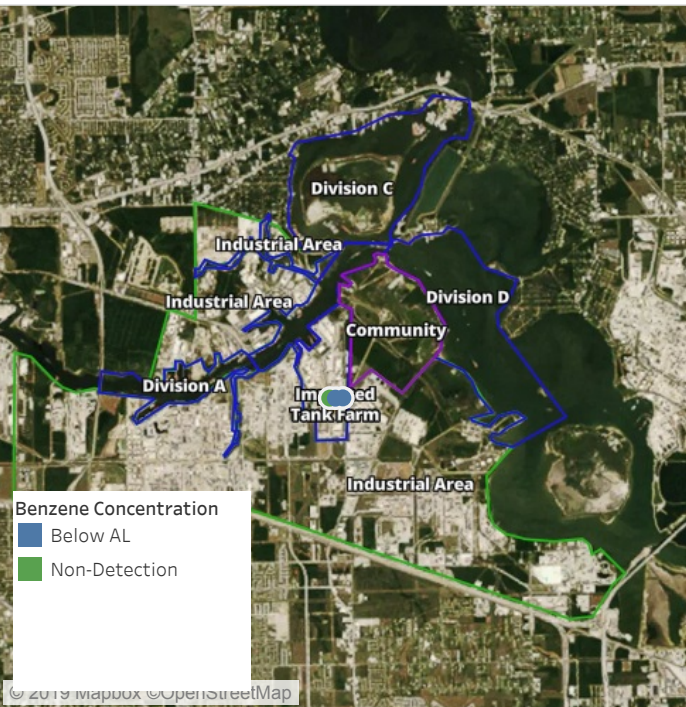 Division C
Industrial Area
Industrial Area
Division D
Community
Division A
Tank Farm
Industrial Area
Benzene Concentration
Below AL
Non-Detection
© 2019 Mapbox ©OpenStreetMap